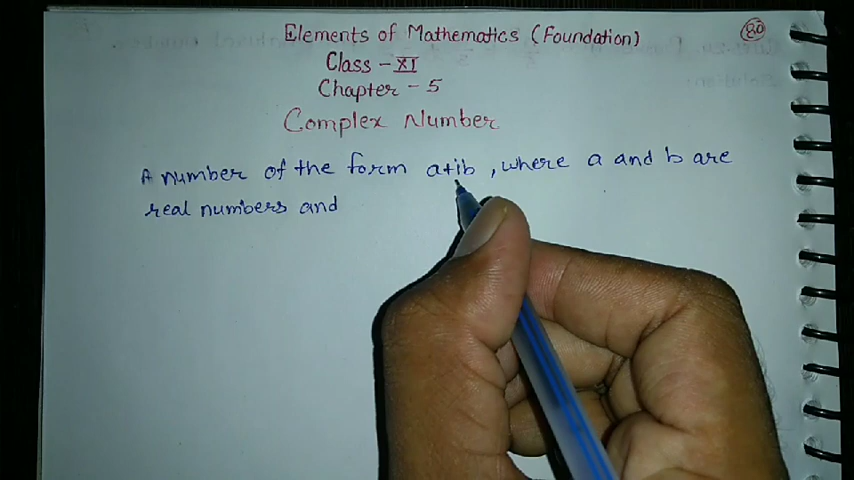 Elements of Mathematics (Foundation)
80
Class - XI
Chapter - 5
Complex Number
A number of the form a+ib, where a and b are
real numbers and